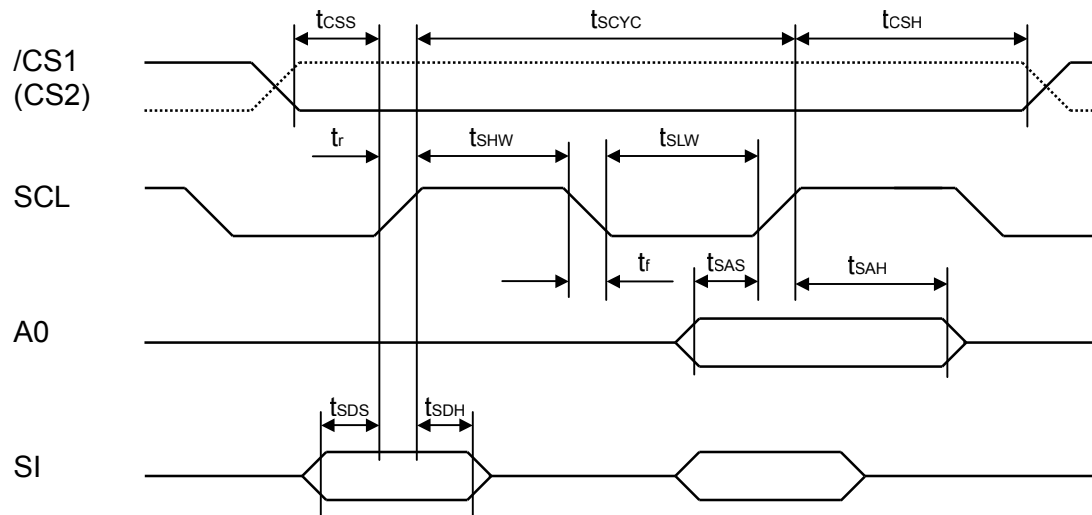 tCSS tSCYC tCSH
/CS1
(CS2)
tr tSHW tSLW
SCL
tf tSAS tSAH
A0
tSDS tSDH
SI